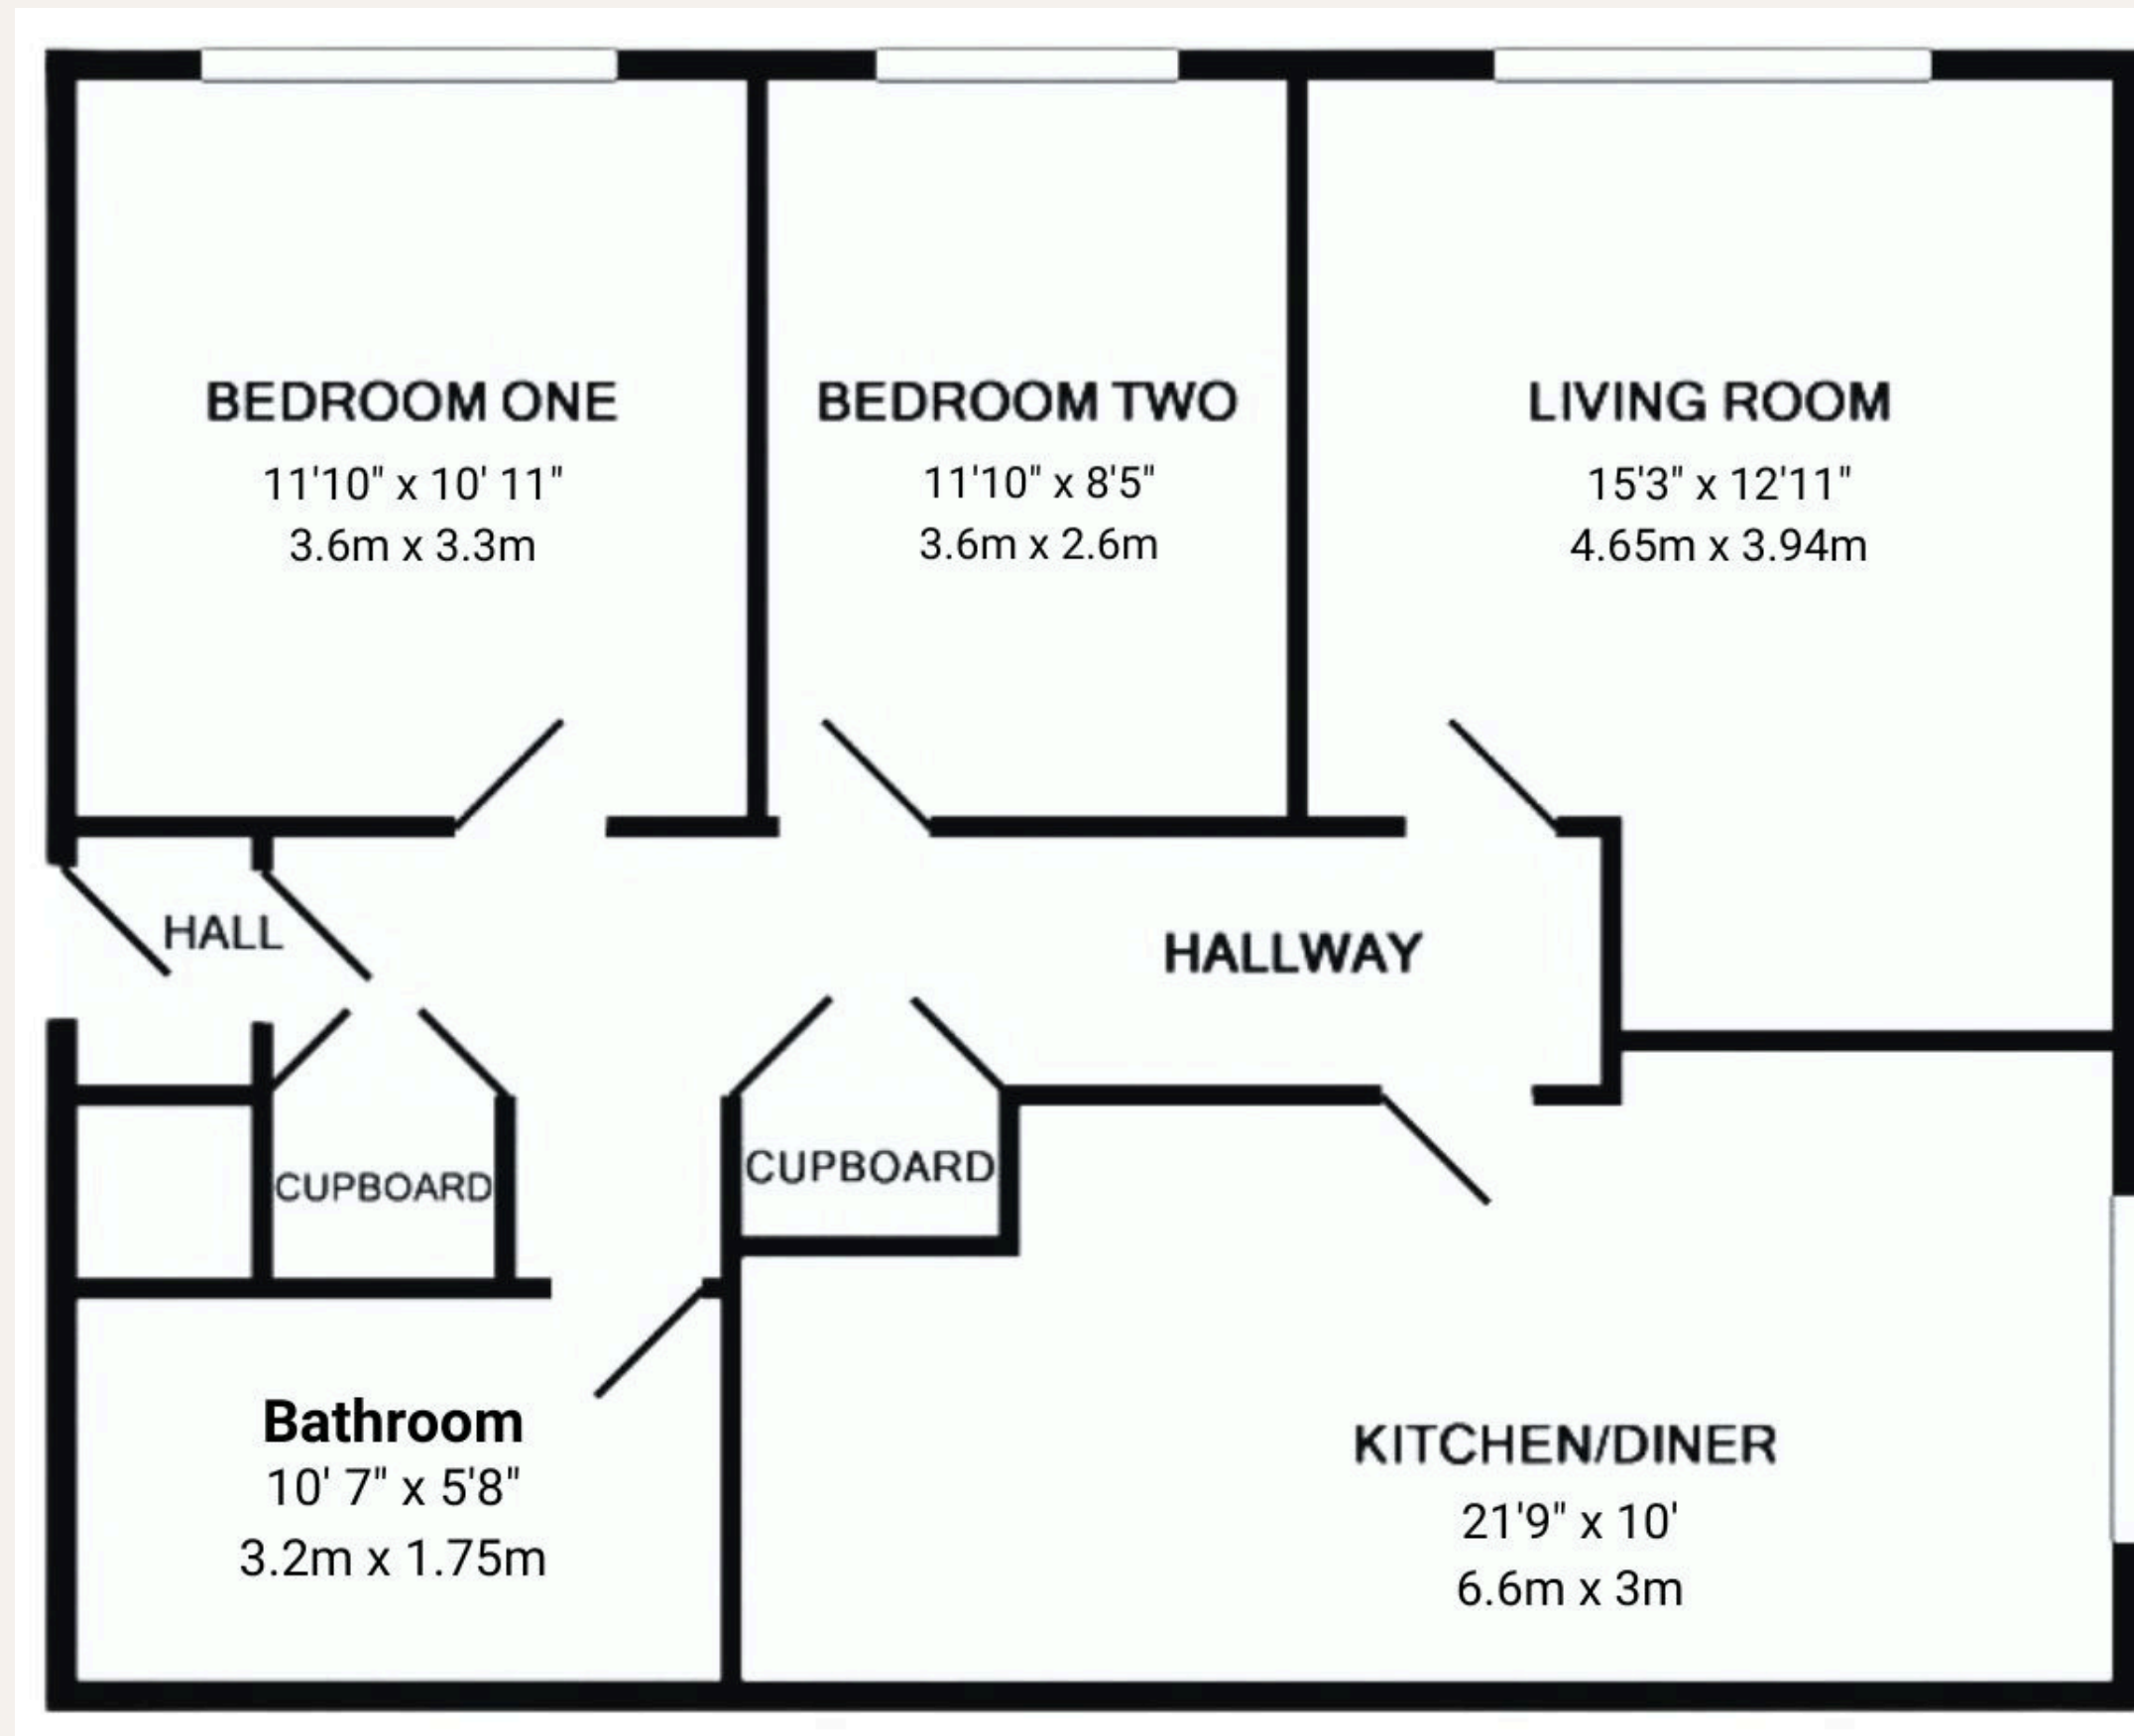 BEDROOM ONE
11'10" x 10' 11"
3.6m x 3.3m
BEDROOM TWO
11'10" x 8'5"
3.6m x 2.6m
LIVING ROOM
15'3" x 12'11"
4.65m x 3.94m
HALL
HALLWAY
CUPBOARD
CUPBOARD
Bathroom
10' 7" x 5'8"
3.2m x 1.75m
KITCHEN/DINER
21'9" x 10'
6.6m x 3m